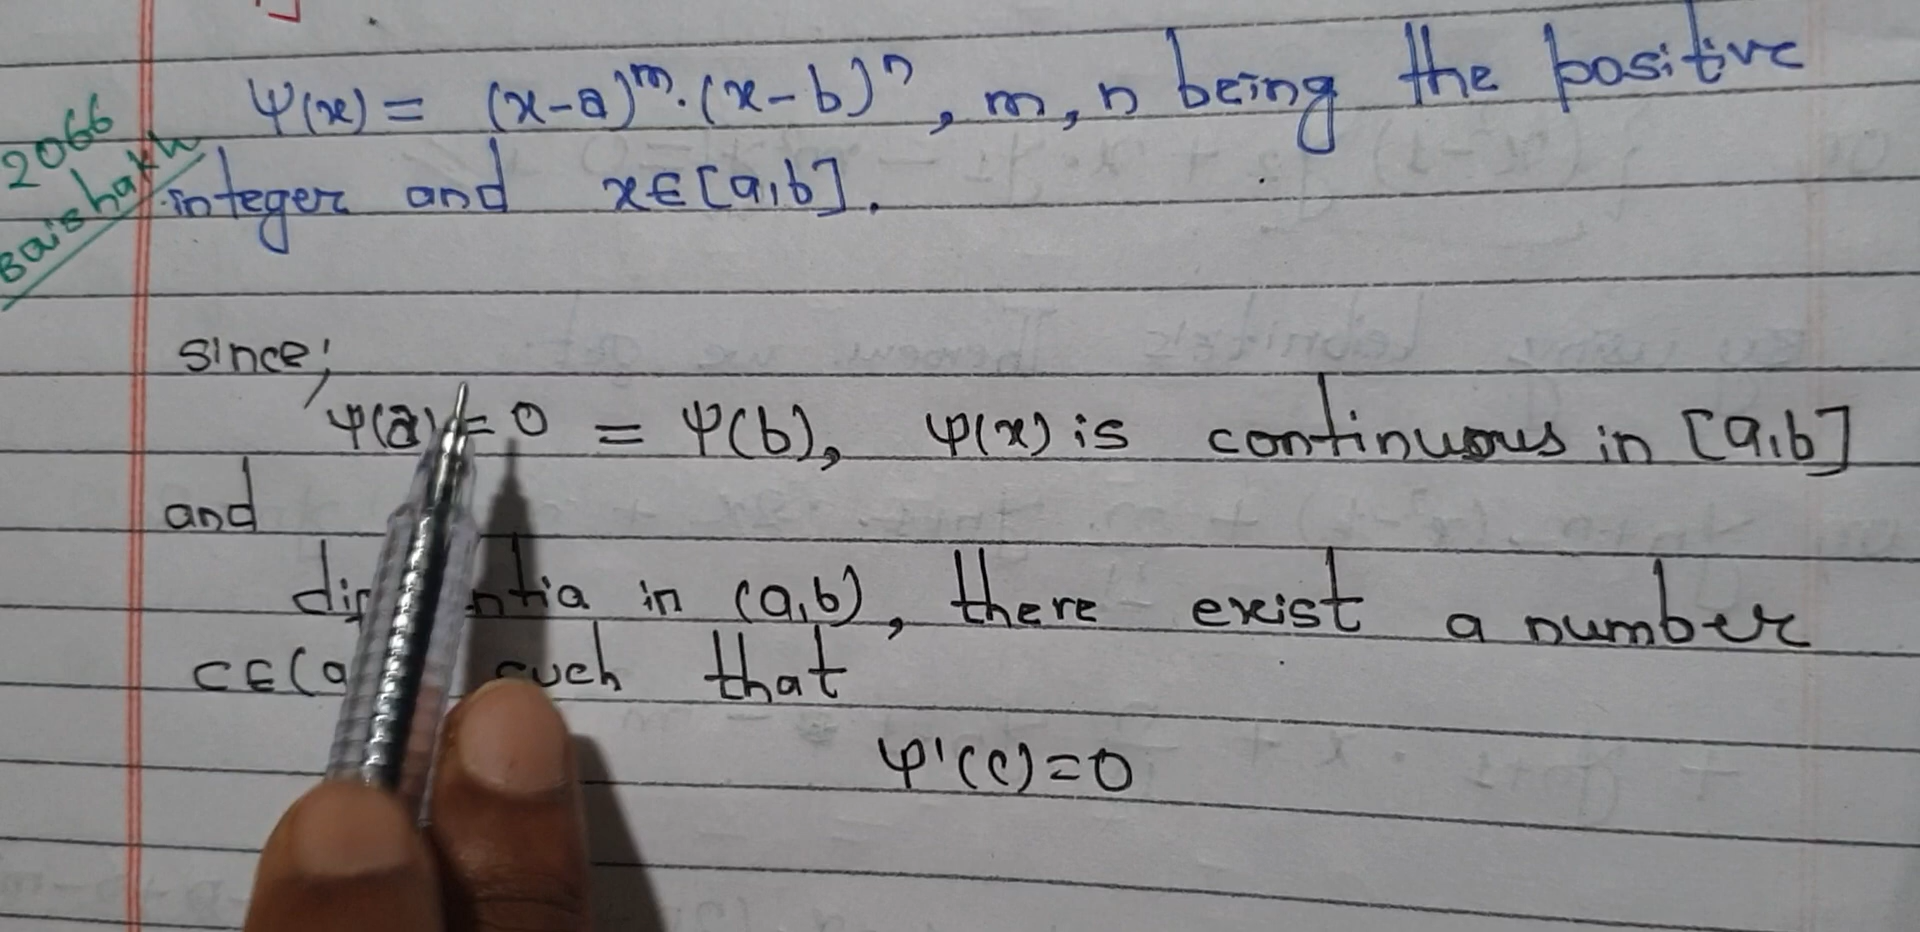 2066
Baishakh
Ψ(x) = (x-a)^m . (x-b)^n , m, n being the positive
integer and x∈[a,b].
since;
Ψ(a) = 0 = Ψ(b), Ψ(x) is continuous in [a,b]
and
in (a,b), there exist a number
such that
Ψ'(c) = 0